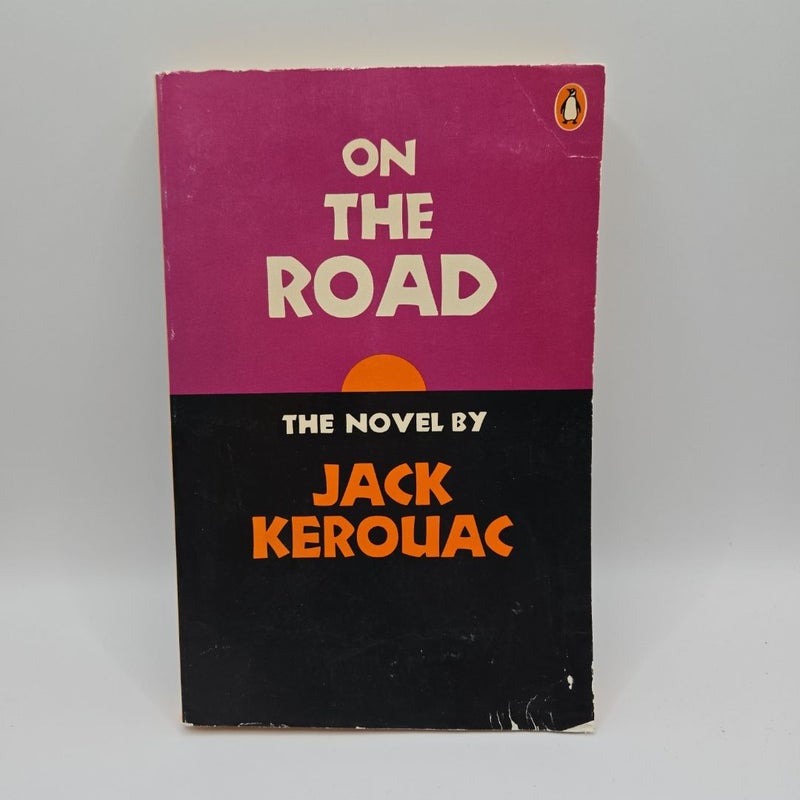 ON
THE
ROAD
THE NOVEL BY
JACK
KEROUAC